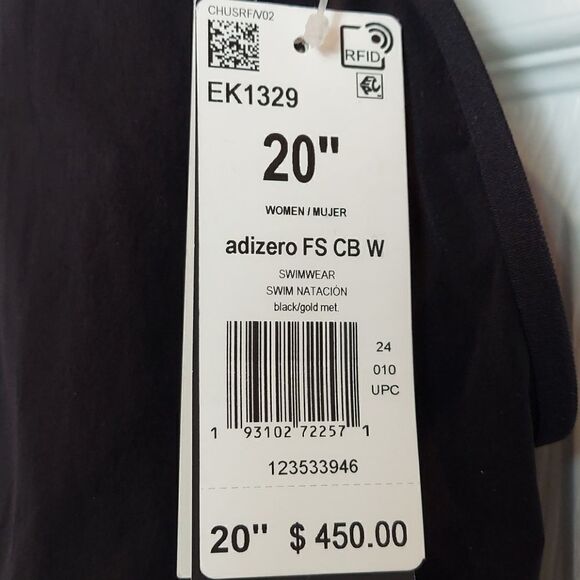 CHUSRF/V02
RFID
EK1329
20"
WOMEN / MUJER
adizero FS CB W
SWIMWEAR
SWIM NATACIÓN
black/gold met.
24
010
UPC
1 93102 72257 1
123533946
20" $ 450.00